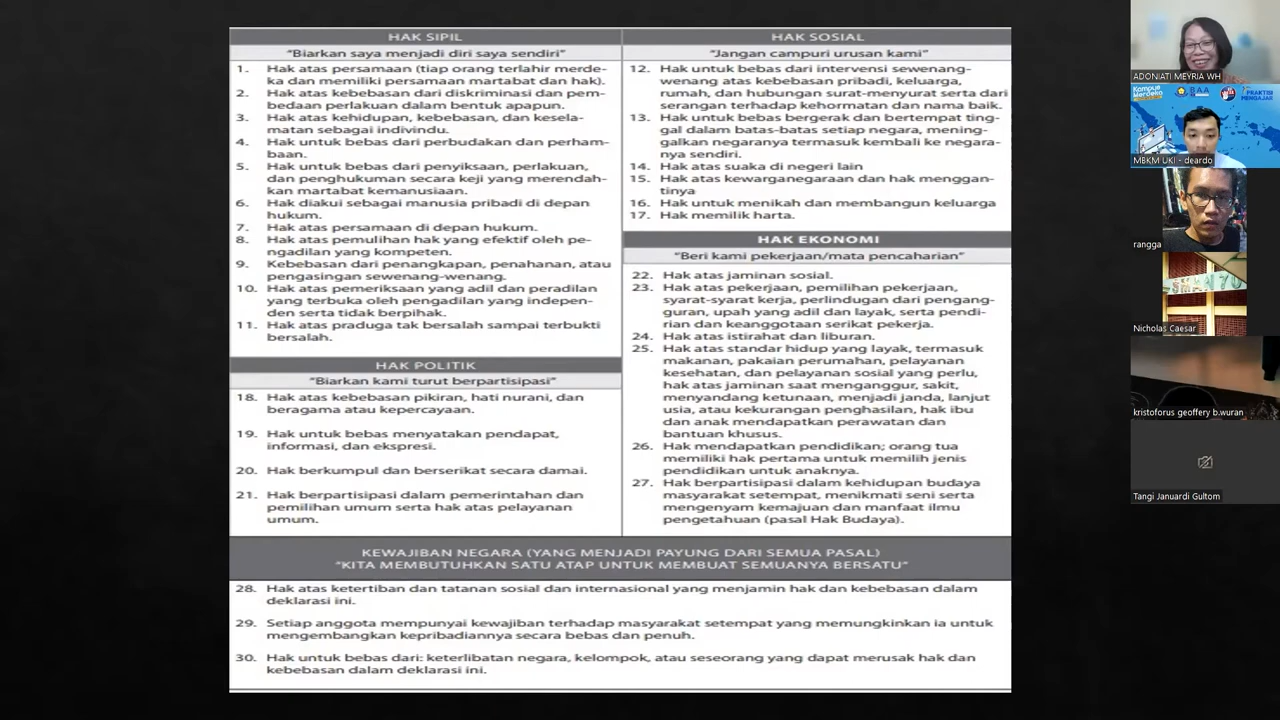 HAK SIPIL
"Biarkan saya menjadi diri saya sendiri"
1. Hak atas persamaan (tiap orang terlahir merde-
ka dan memiliki persamaan martabat dan hak).
2. Hak atas kebebasan dari diskriminasi dan pem-
bedaan perlakuan dalam bentuk apapun.
3. Hak atas kehidupan, kebebasan, dan kesela-
matan sebagai indivindu.
4. Hak untuk bebas dari perbudakan dan perham-
baan.
5. Hak untuk bebas dari penyiksaan, perlakuan,
dan penghukuman secara keji yang merendah-
kan martabat kemanusiaan.
6. Hak diakui sebagai manusia pribadi di depan
hukum.
7. Hak atas persamaan di depan hukum.
8. Hak atas pemulihan hak yang efektif oleh pe-
ngadilan yang kompeten.
9. Kebebasan dari penangkapan, penahanan, atau
pengasingan sewenang-wenang.
10. Hak atas pemeriksaan yang adil dan peradilan
yang terbuka oleh pengadilan yang indepen-
den serta tidak berpihak.
11. Hak atas praduga tak bersalah sampai terbukti
bersalah.
HAK POLITIK
"Biarkan kami turut berpartisipasi"
18. Hak atas kebebasan pikiran, hati nurani, dan
beragama atau kepercayaan.
19. Hak untuk bebas menyatakan pendapat,
informasi, dan ekspresi.
20. Hak berkumpul dan berserikat secara damai.
21. Hak berpartisipasi dalam pemerintahan dan
pemilihan umum serta hak atas pelayanan
umum.
HAK SOSIAL
"Jangan campuri urusan kami"
12. Hak untuk bebas dari intervensi sewenang-
wenang atas kebebasan pribadi, keluarga,
rumah, dan hubungan surat-menyurat serta dari
serangan terhadap kehormatan dan nama baik.
13. Hak untuk bebas bergerak dan bertempat ting-
gal dalam batas-batas setiap negara, mening-
galkan negaranya termasuk kembali ke negara-
nya sendiri.
14. Hak atas suaka di negeri lain
15. Hak atas kewarganegaraan dan hak menggan-
tinya
16. Hak untuk menikah dan membangun keluarga
17. Hak memilik harta.
HAK EKONOMI
"Beri kami pekerjaan/mata pencaharian"
22. Hak atas jaminan sosial.
23. Hak atas pekerjaan, pemilihan pekerjaan,
syarat-syarat kerja, perlindugan dari pengang-
guran, upah yang adil dan layak, serta pendi-
rian dan keanggotaan serikat pekerja.
24. Hak atas istirahat dan liburan.
25. Hak atas standar hidup yang layak, termasuk
makanan, pakaian perumahan, pelayanan
kesehatan, dan pelayanan sosial yang perlu,
hak atas jaminan saat menganggur, sakit,
menyandang ketunaan, menjadi janda, lanjut
usia, atau kekurangan penghasilan, hak ibu
dan anak mendapatkan perawatan dan
bantuan khusus.
26. Hak mendapatkan pendidikan; orang tua
memiliki hak pertama untuk memilih jenis
pendidikan untuk anaknya.
27. Hak berpartisipasi dalam kehidupan budaya
masyarakat setempat, menikmati seni serta
mengenyam kemajuan dan manfaat ilmu
pengetahuan (pasal Hak Budaya).
KEWAJIBAN NEGARA (YANG MENJADI PAYUNG DARI SEMUA PASAL)
"KITA MEMBUTUHKAN SATU ATAP UNTUK MEMBUAT SEMUANYA BERSATU"
28. Hak atas ketertiban dan tatanan sosial dan internasional yang menjamin hak dan kebebasan dalam
deklarasi ini.
29. Setiap anggota mempunyai kewajiban terhadap masyarakat setempat yang memungkinkan ia untuk
mengembangkan kepribadiannya secara bebas dan penuh.
30. Hak untuk bebas dari: keterlibatan negara, kelompok, atau seseorang yang dapat merusak hak dan
kebebasan dalam deklarasi ini.
ADONIATI MEYRIA WH
Kampus
Merdeka
BAA
PRAKTISI
MENGAJAR
MBKM UKI - deardo
rangga
Nicholas Caesar
kristoforus geoffery b.wuran
Tangi Januardi Gultom